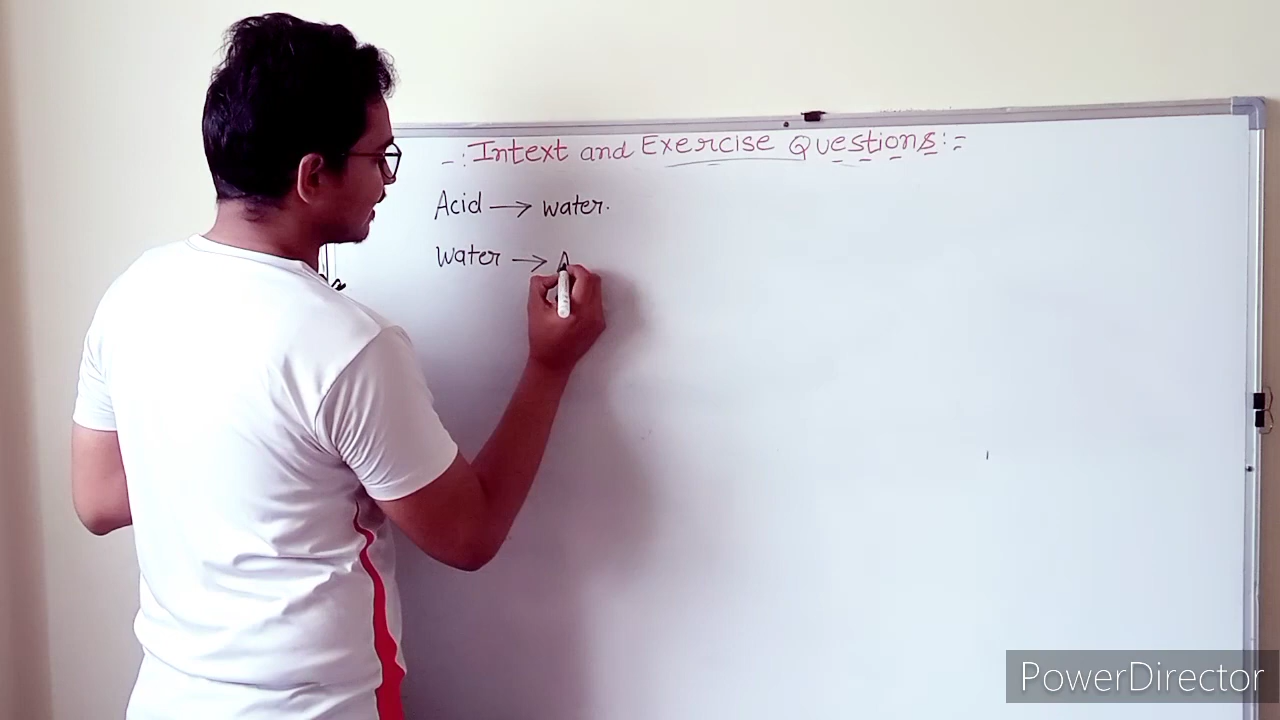 -: Intext and Exercise Questions :-
Acid → water.
water → A
PowerDirector